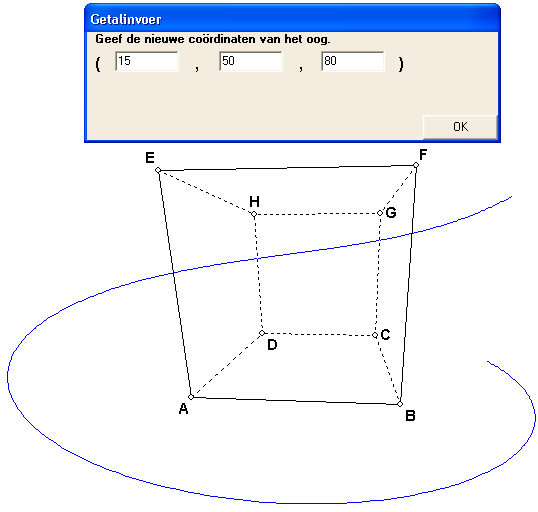 Getalinvoer
Geef de nieuwe coördinaten van het oog.
( 15 , 50 , 80 )
OK
E F
H G
D C
A B